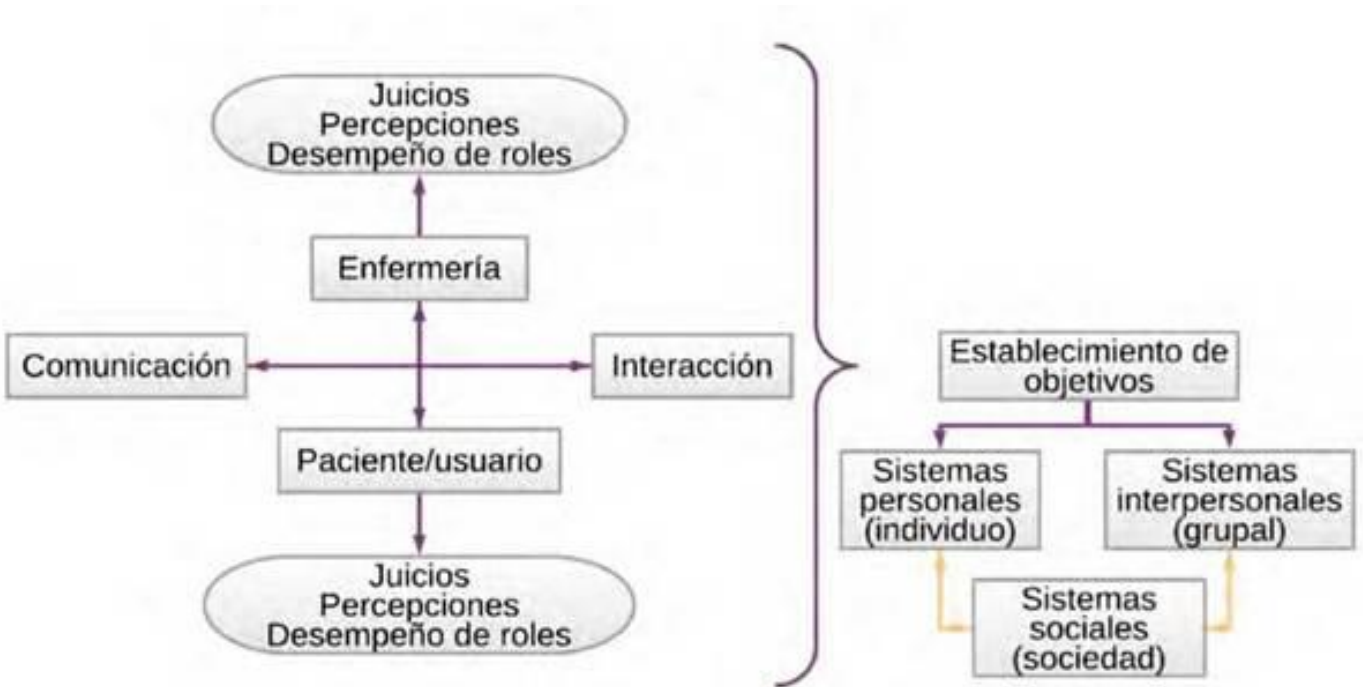 Juicios
Percepciones
Desempeño de roles
Enfermería
Comunicación
Interacción
Paciente/usuario
Juicios
Percepciones
Desempeño de roles
Establecimiento de
objetivos
Sistemas
personales
(individuo)
Sistemas
interpersonales
(grupal)
Sistemas
sociales
(sociedad)